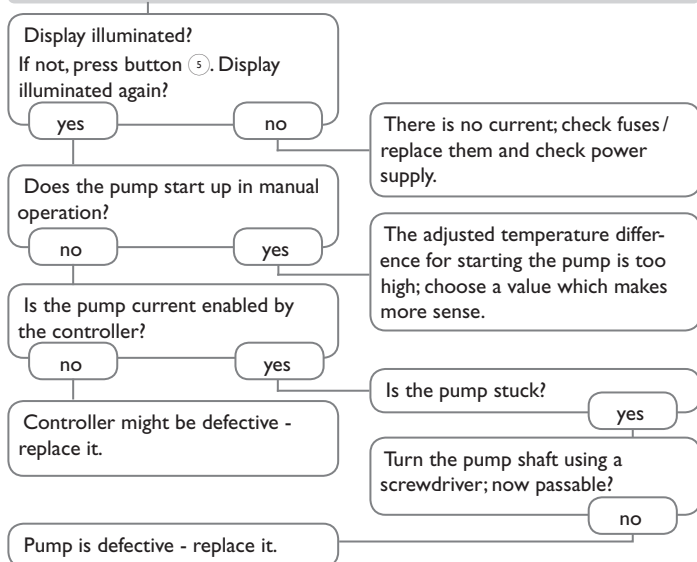 Display illuminated?
If not, press button 5. Display
illuminated again?
yes
no
There is no current; check fuses/
replace them and check power
supply.
Does the pump start up in manual
operation?
no
yes
The adjusted temperature differ-
ence for starting the pump is too
high; choose a value which makes
more sense.
Is the pump current enabled by
the controller?
no
yes
Is the pump stuck?
yes
Controller might be defective -
replace it.
Turn the pump shaft using a
screwdriver; now passable?
no
Pump is defective - replace it.